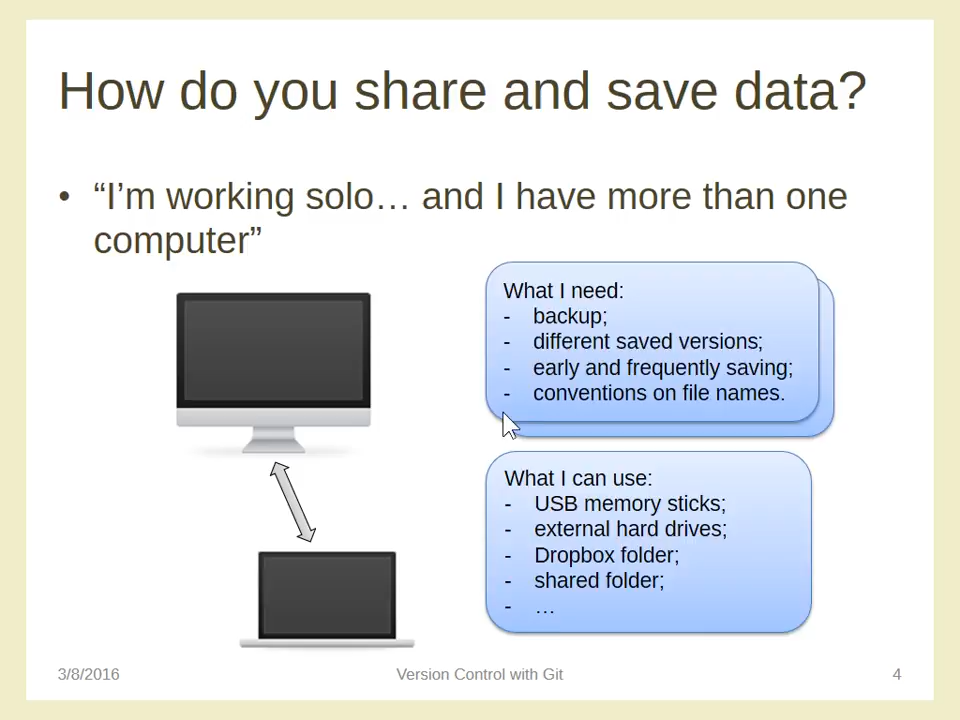 How do you share and save data?
• “I’m working solo… and I have more than one
computer”
What I need:
- backup;
- different saved versions;
- early and frequently saving;
- conventions on file names.
What I can use:
- USB memory sticks;
- external hard drives;
- Dropbox folder;
- shared folder;
- …
3/8/2016
Version Control with Git
4